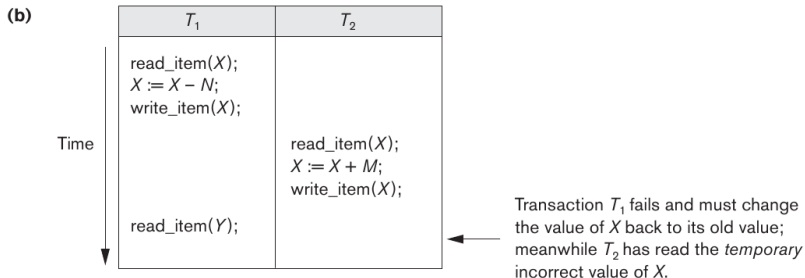 (b)
T1 T2
read_item(X);
X := X – N;
write_item(X);
Time
read_item(X);
X := X + M;
write_item(X);
read_item(Y);
Transaction T1 fails and must change
the value of X back to its old value;
meanwhile T2 has read the temporary
incorrect value of X.